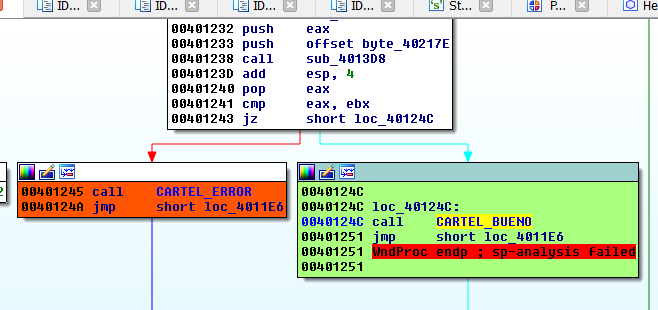 ID...
ID...
ID...
ID...
St...
P...
He
00401232 push eax
00401233 push offset byte_40217E
00401238 call sub_4013D8
0040123D add esp, 4
00401240 pop eax
00401241 cmp eax, ebx
00401243 jz short loc_40124C
2
00401245 call CARTEL_ERROR
0040124A jmp short loc_4011E6
0040124C
0040124C loc_40124C:
0040124C call CARTEL_BUENO
00401251 jmp short loc_4011E6
00401251 WndProc endp ; sp-analysis failed
00401251